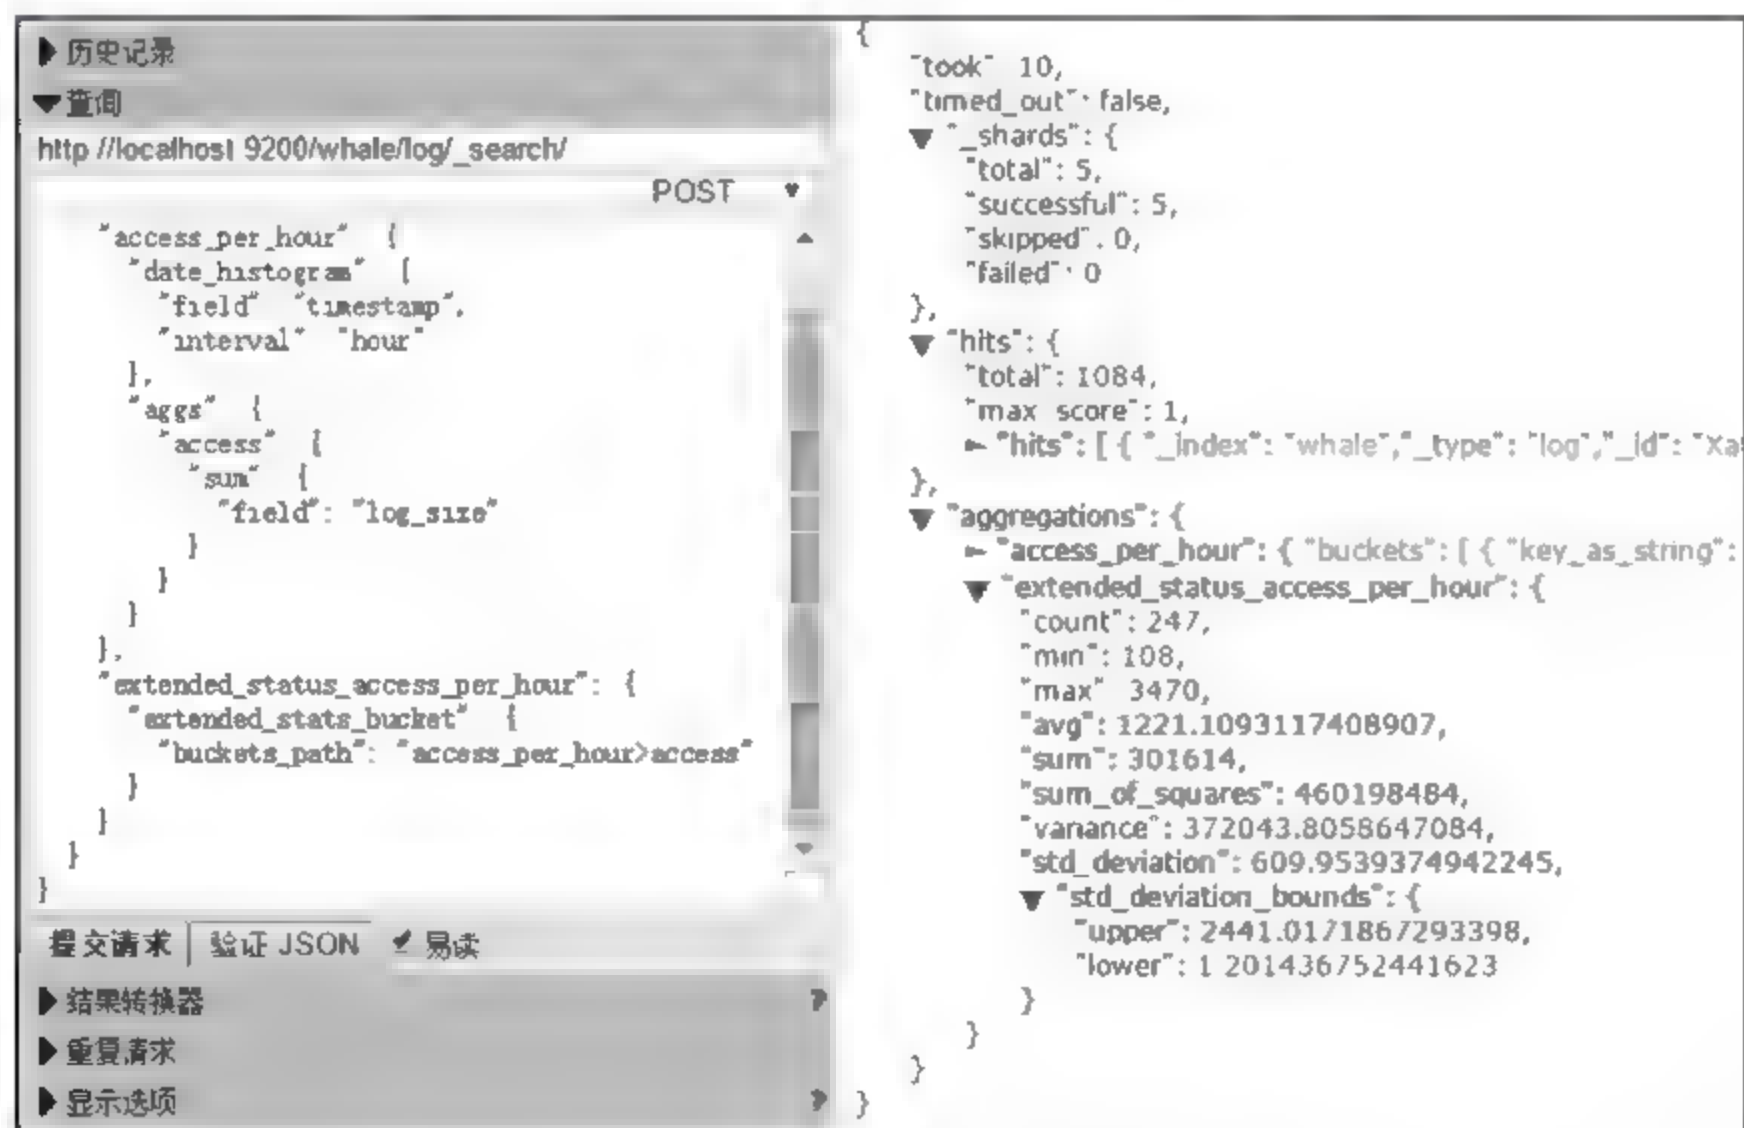 历史记录
查询
http //localhost 9200/whale/log/_search/
POST
"access_per_hour" {
"date_histogram" {
"field" "timestamp",
"interval" "hour"
},
"aggs" {
"access" {
"sum" {
"field": "log_size"
}
}
}
},
"extended_status_access_per_hour": {
"extended_stats_bucket" {
"buckets_path": "access_per_hour>access"
}
}
}
}
提交请求 验证 JSON 易读
结果转换器 ?
重复请求
显示选项 ?
{
"took" 10,
"timed_out": false,
"_shards": {
"total": 5,
"successful": 5,
"skipped". 0,
"failed": 0
},
"hits": {
"total": 1084,
"max score": 1,
"hits": [ { "_index": "whale","_type": "log","_id": "Xa
},
"aggregations": {
"access_per_hour": { "buckets": [ { "key_as_string":
"extended_status_access_per_hour": {
"count": 247,
"min": 108,
"max" 3470,
"avg": 1221.1093117408907,
"sum": 301614,
"sum_of_squares": 460198484,
"variance": 372043.8058647084,
"std_deviation": 609.9539374942245,
"std_deviation_bounds": {
"upper": 2441.0171867293398,
"lower": 1 201436752441623
}
}
}
}